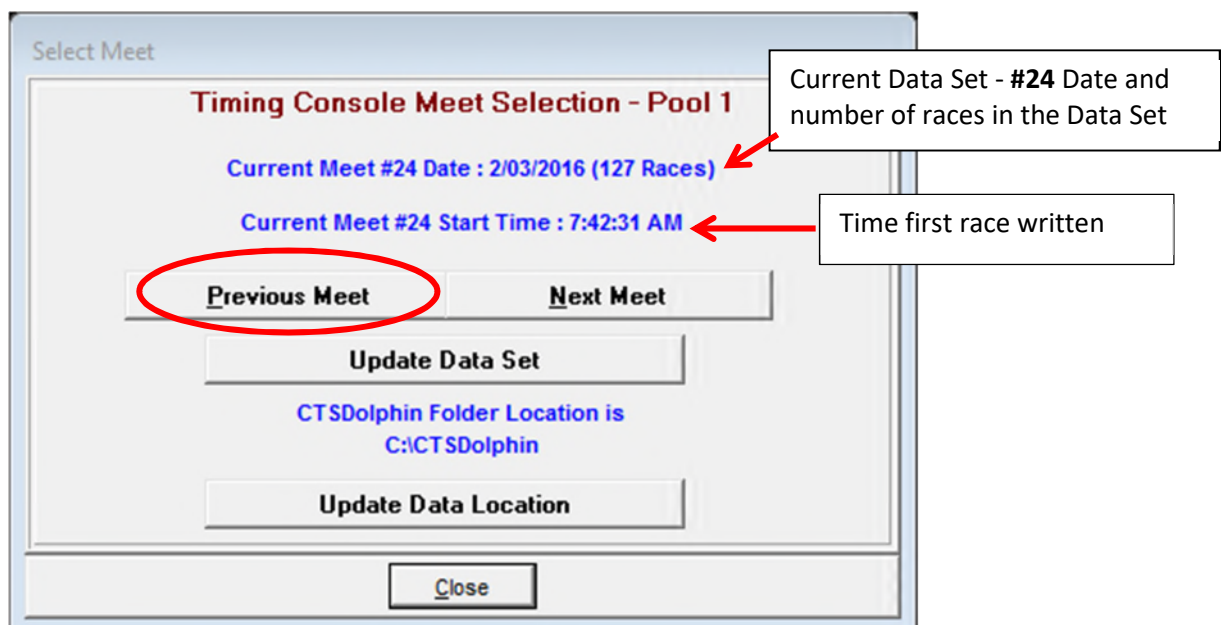 Select Meet
Timing Console Meet Selection - Pool 1
Current Data Set - #24 Date and
number of races in the Data Set
Current Meet #24 Date : 2/03/2016 (127 Races)
Current Meet #24 Start Time : 7:42:31 AM
Time first race written
Previous Meet
Next Meet
Update Data Set
CTSDolphin Folder Location is
C:\CTSDolphin
Update Data Location
Close